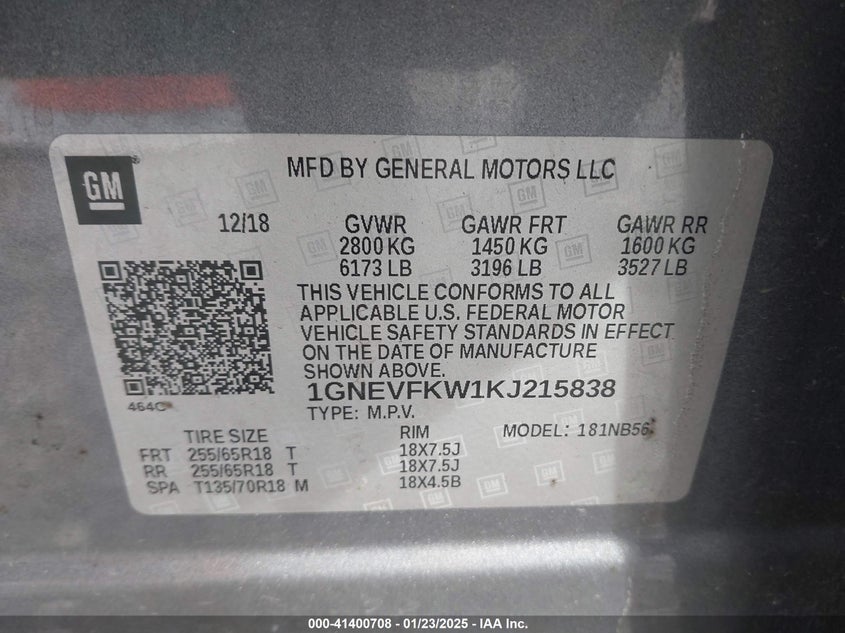 GM
MFD BY GENERAL MOTORS LLC
12/18 GVWR GAWR FRT GAWR RR
2800 KG 1450 KG 1600 KG
6173 LB 3196 LB 3527 LB
THIS VEHICLE CONFORMS TO ALL
APPLICABLE U.S. FEDERAL MOTOR
VEHICLE SAFETY STANDARDS IN EFFECT
ON THE DATE OF MANUFACTURE
SHOWN ABOVE.
464C
1GNEVFKW1KJ215838
TYPE: M.P.V.
TIRE SIZE RIM MODEL: 181NB56
FRT 255/65R18 T 18X7.5J
RR 255/65R18 T 18X7.5J
SPA T135/70R18 M 18X4.5B
000-41400708 - 01/23/2025 - IAA Inc.